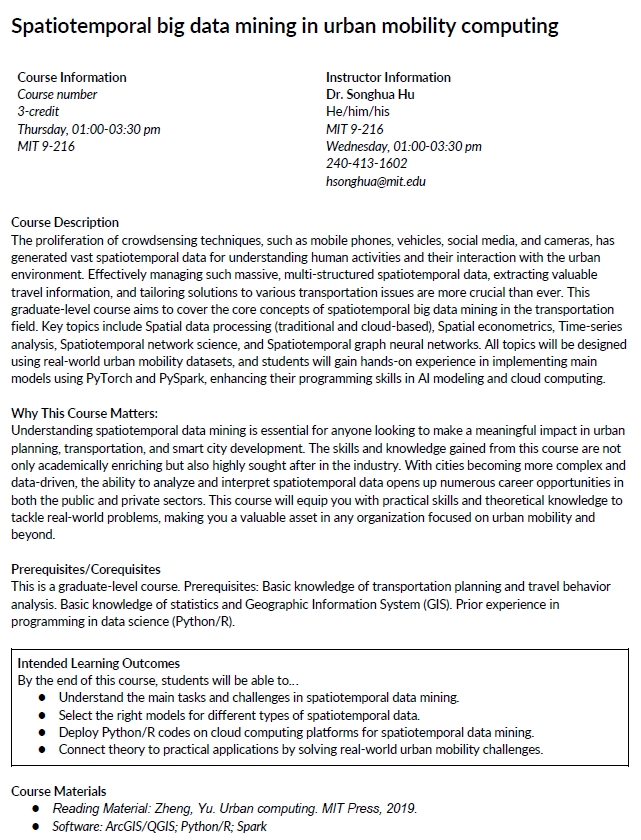 Spatiotemporal big data mining in urban mobility computing
Course Information
Course number
3-credit
Thursday, 01:00-03:30 pm
MIT 9-216
Instructor Information
Dr. Songhua Hu
He/him/his
MIT 9-216
Wednesday, 01:00-03:30 pm
240-413-1602
hsonghua@mit.edu
Course Description
The proliferation of crowdsensing techniques, such as mobile phones, vehicles, social media, and cameras, has
generated vast spatiotemporal data for understanding human activities and their interaction with the urban
environment. Effectively managing such massive, multi-structured spatiotemporal data, extracting valuable
travel information, and tailoring solutions to various transportation issues are more crucial than ever. This
graduate-level course aims to cover the core concepts of spatiotemporal big data mining in the transportation
field. Key topics include Spatial data processing (traditional and cloud-based), Spatial econometrics, Time-series
analysis, Spatiotemporal network science, and Spatiotemporal graph neural networks. All topics will be designed
using real-world urban mobility datasets, and students will gain hands-on experience in implementing main
models using PyTorch and PySpark, enhancing their programming skills in AI modeling and cloud computing.
Why This Course Matters:
Understanding spatiotemporal data mining is essential for anyone looking to make a meaningful impact in urban
planning, transportation, and smart city development. The skills and knowledge gained from this course are not
only academically enriching but also highly sought after in the industry. With cities becoming more complex and
data-driven, the ability to analyze and interpret spatiotemporal data opens up numerous career opportunities in
both the public and private sectors. This course will equip you with practical skills and theoretical knowledge to
tackle real-world problems, making you a valuable asset in any organization focused on urban mobility and
beyond.
Prerequisites/Corequisites
This is a graduate-level course. Prerequisites: Basic knowledge of transportation planning and travel behavior
analysis. Basic knowledge of statistics and Geographic Information System (GIS). Prior experience in
programming in data science (Python/R).
Intended Learning Outcomes
By the end of this course, students will be able to…
● Understand the main tasks and challenges in spatiotemporal data mining.
● Select the right models for different types of spatiotemporal data.
● Deploy Python/R codes on cloud computing platforms for spatiotemporal data mining.
● Connect theory to practical applications by solving real-world urban mobility challenges.
Course Materials
● Reading Material: Zheng, Yu. Urban computing. MIT Press, 2019.
● Software: ArcGIS/QGIS; Python/R; Spark